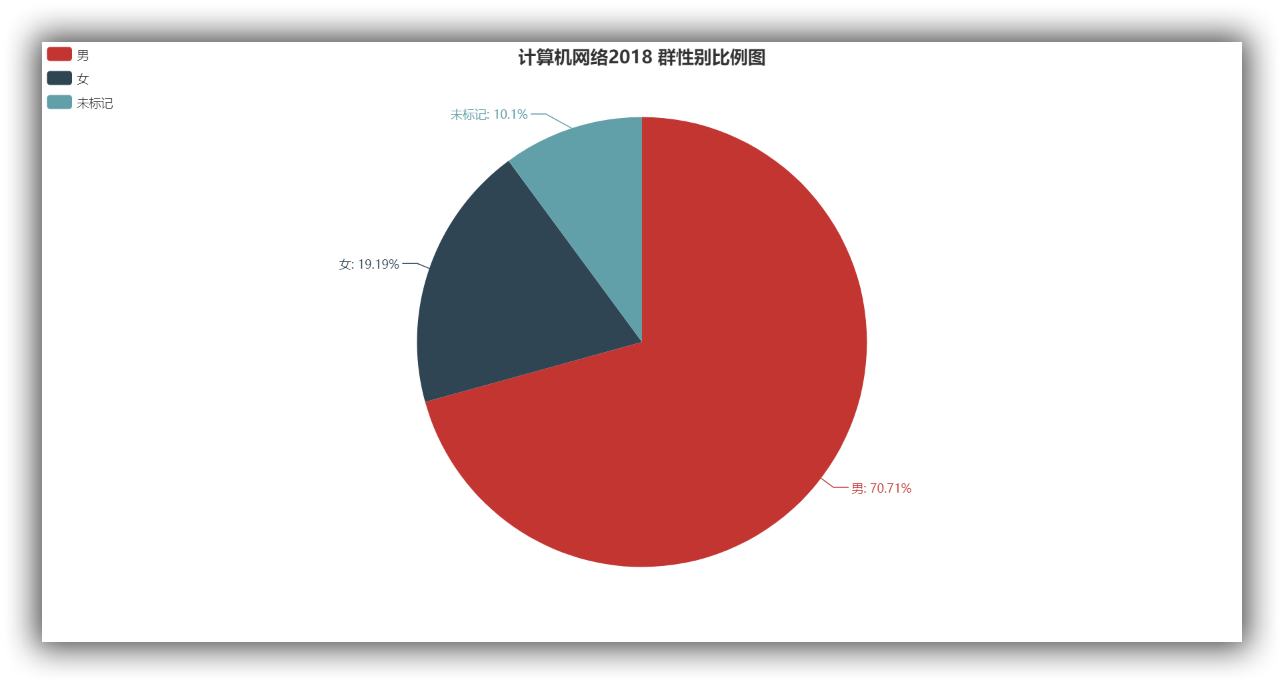 计算机网络2018 群性别比例图
男
女
未标记
未标记: 10.1%
女: 19.19%
男: 70.71%